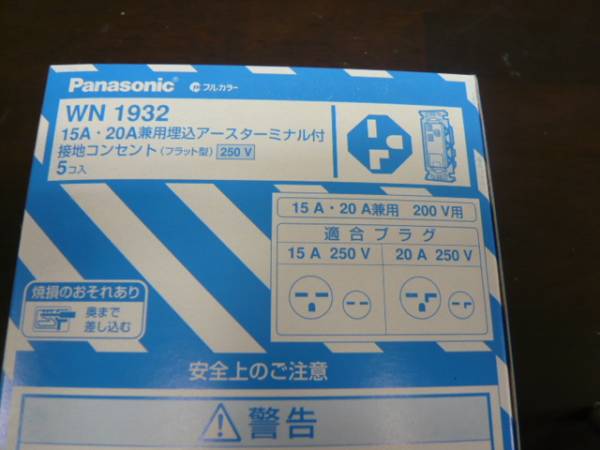 Panasonic フルカラー
WN 1932
15A・20A兼用埋込アースターミナル付
接地コンセント(フラット型) 250 V
5コ入
15 A・20 A兼用 200 V用
適合プラグ
15 A 250 V 20 A 250 V
焼損のおそれあり
奥まで
差し込む
安全上のご注意
警告